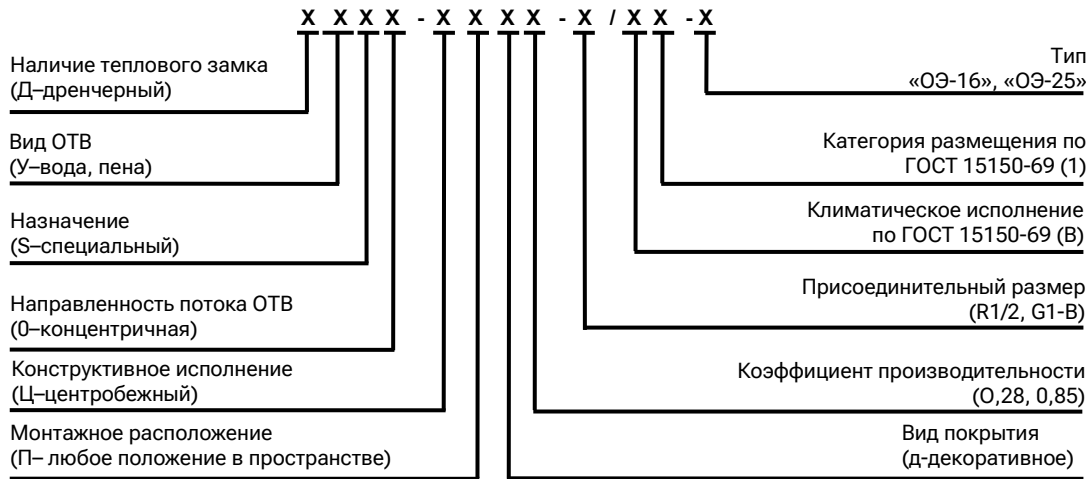 X X X X - X X X X - X / X X - X
Наличие теплового замка
(Д–дренчерный)
Вид ОТВ
(У–вода, пена)
Назначение
(S–специальный)
Направленность потока ОТВ
(0–концентричная)
Конструктивное исполнение
(Ц–центробежный)
Монтажное расположение
(П– любое положение в пространстве)
Тип
«ОЭ-16», «ОЭ-25»
Категория размещения по
ГОСТ 15150-69 (1)
Климатическое исполнение
по ГОСТ 15150-69 (В)
Присоединительный размер
(R1/2, G1-B)
Коэффициент производительности
(О,28, 0,85)
Вид покрытия
(д-декоративное)